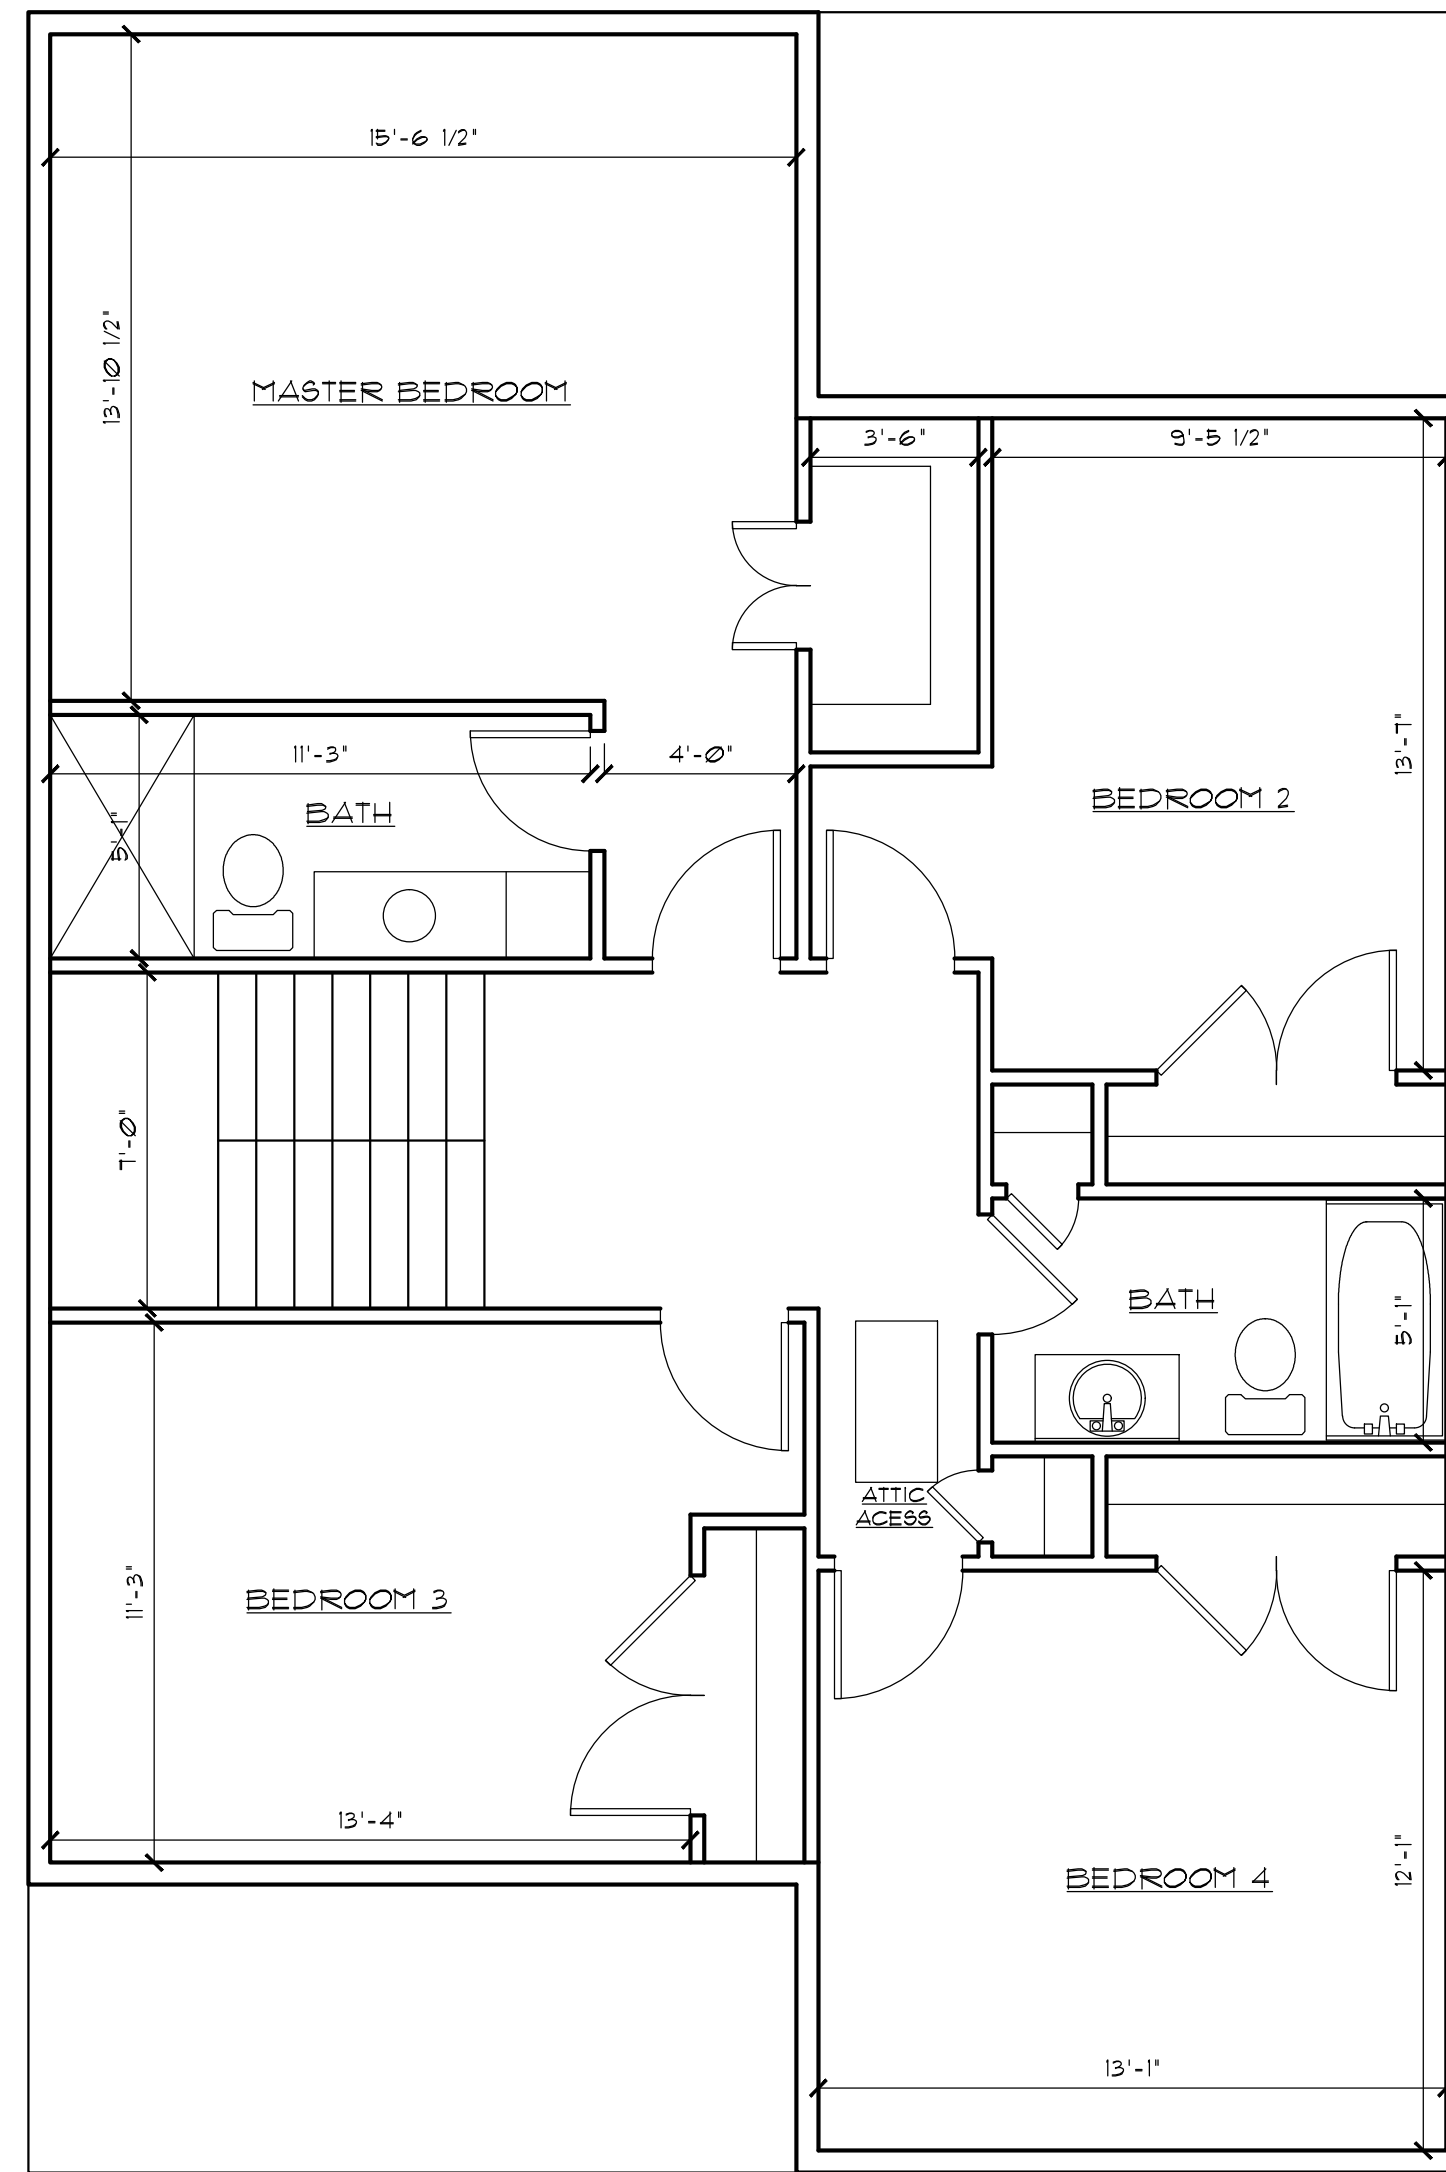 15'-6 1/2"
13'-10 1/2"
MASTER BEDROOM
3'-6"
9'-5 1/2"
13'-7"
11'-3"
4'-0"
BATH
5'-1"
BEDROOM 2
7'-0"
BATH
5'-1"
ATTIC
ACESS
11'-3"
BEDROOM 3
13'-4"
BEDROOM 4
12'-1"
13'-1"